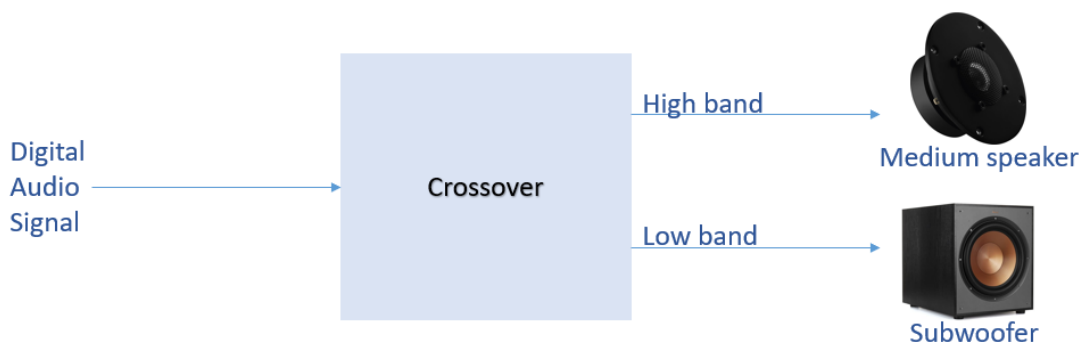 Digital
Audio
Signal
Crossover
High band
Medium speaker
Low band
Subwoofer